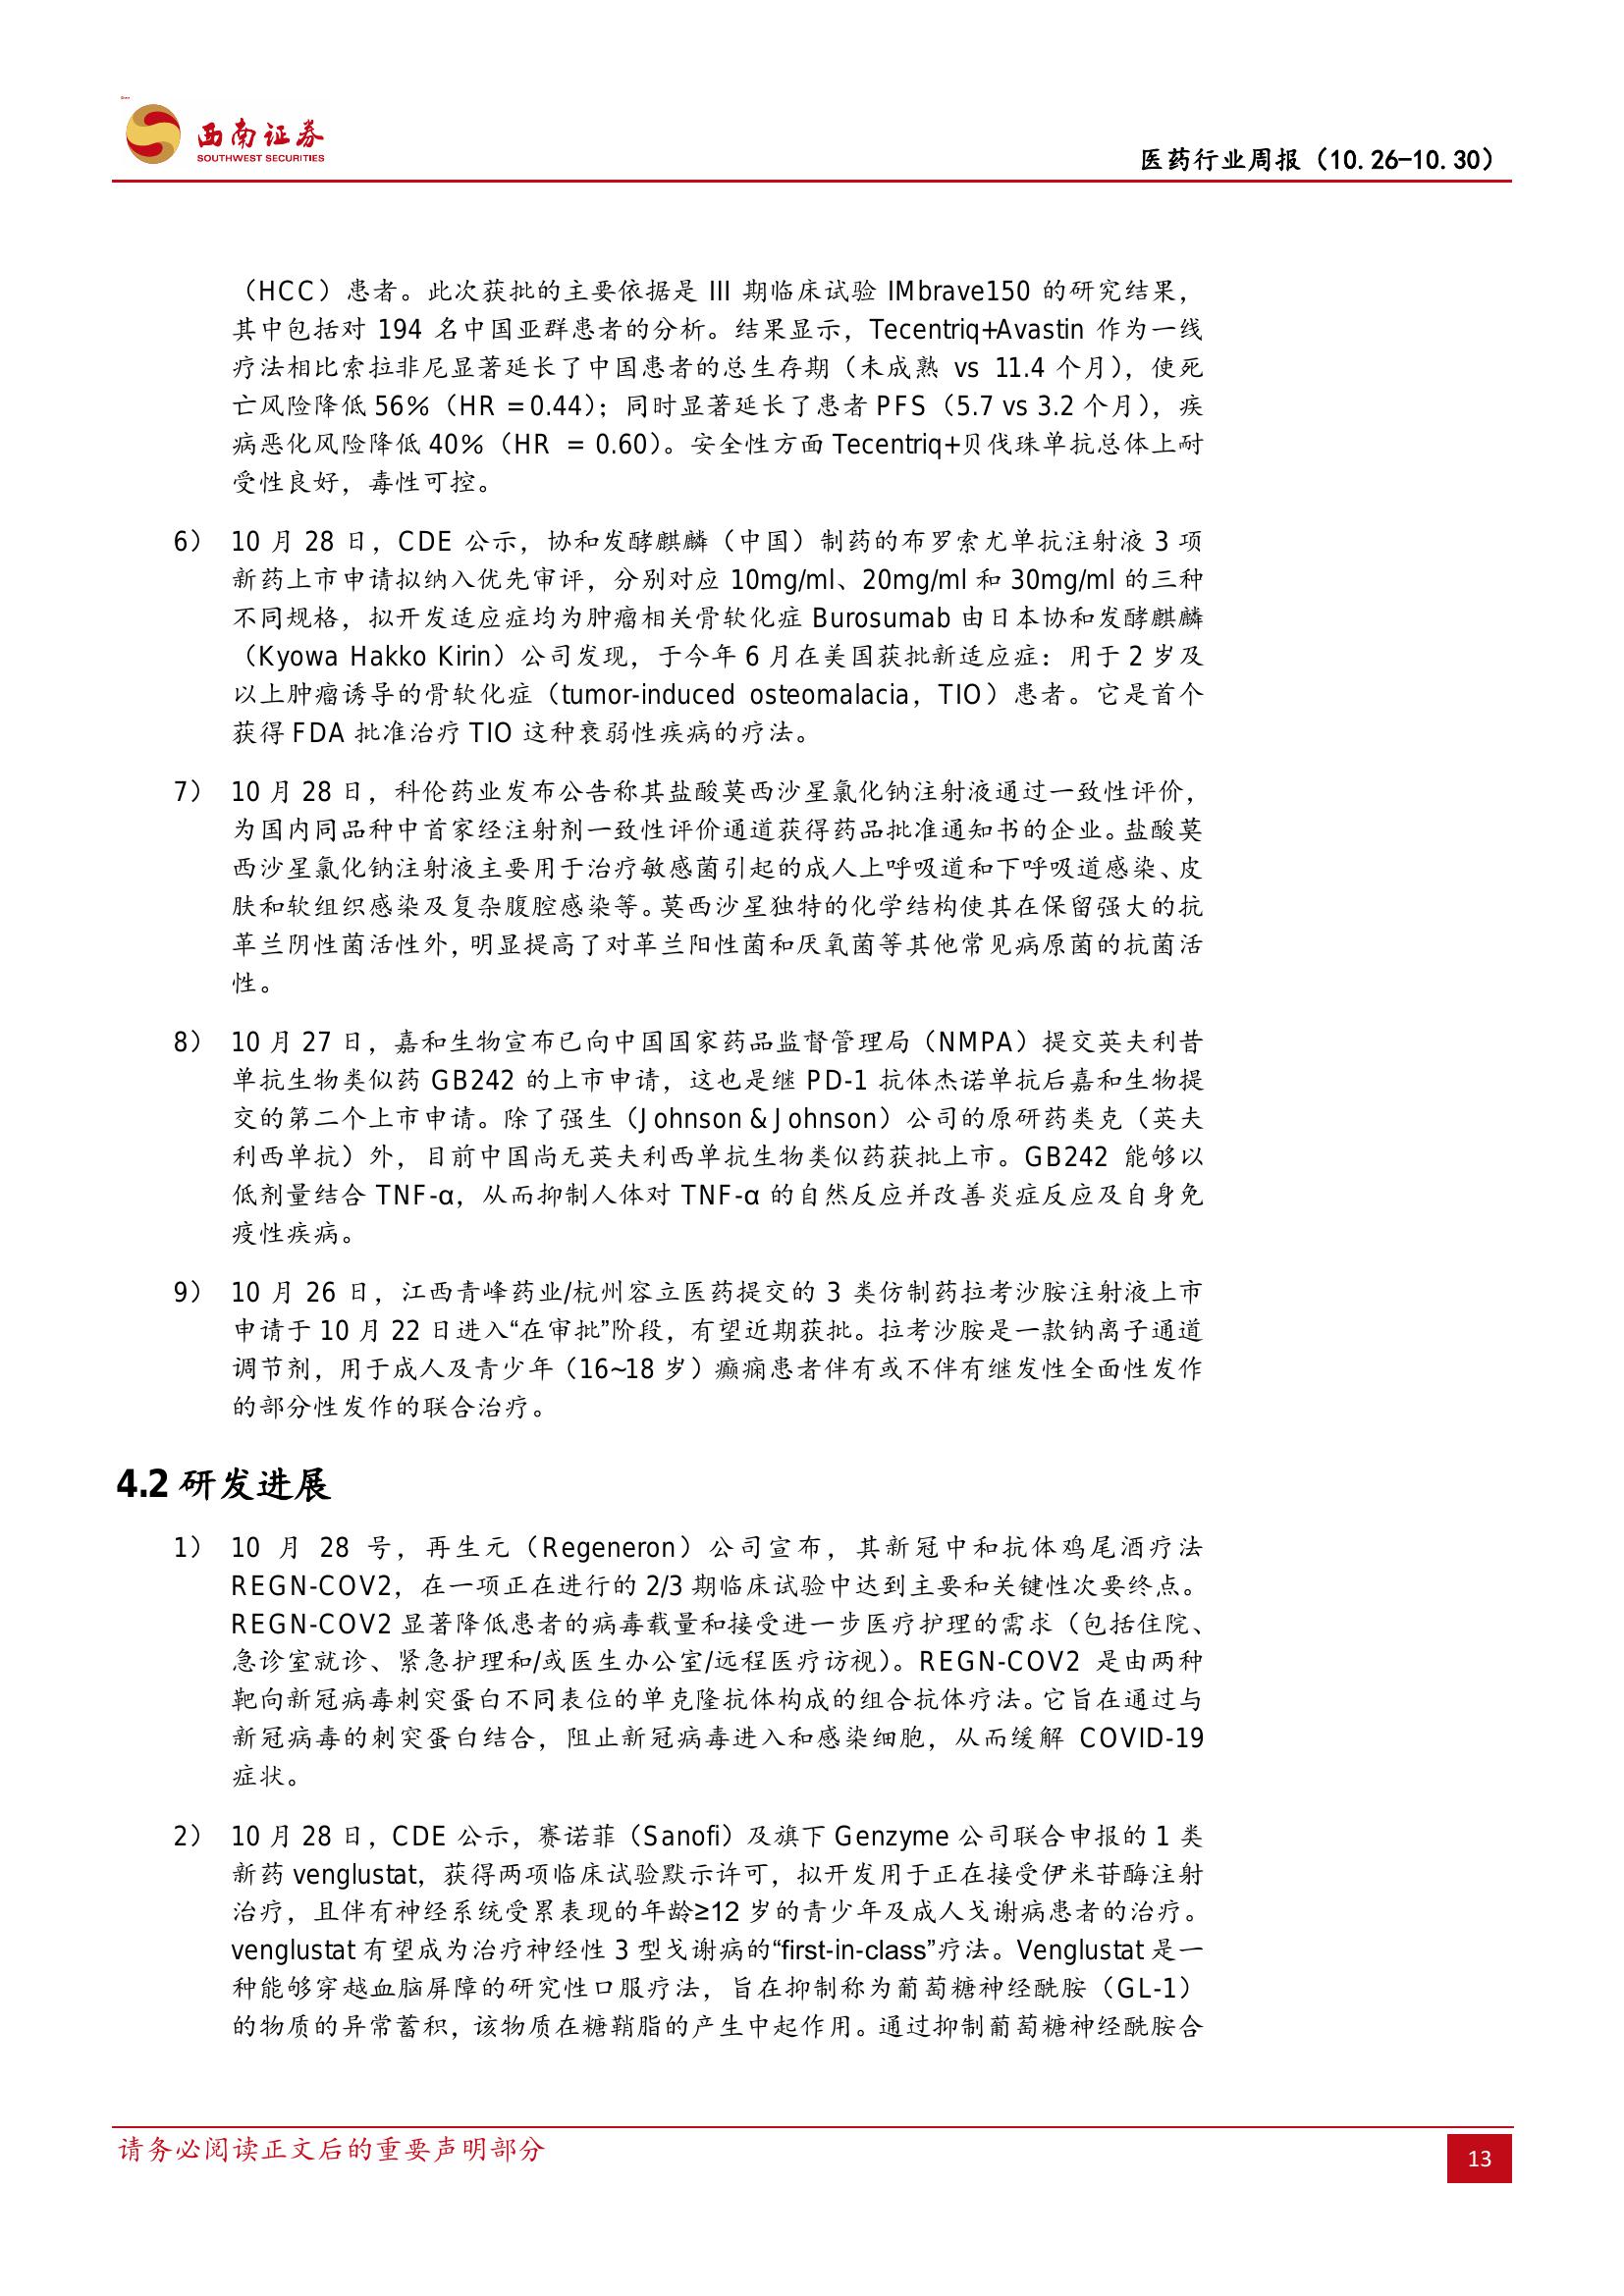 西南证券
SOUTHWEST SECURITIES
医药行业周报（10.26-10.30）
（HCC）患者。此次获批的主要依据是 III 期临床试验 IMbrave150 的研究结果，
其中包括对 194 名中国亚群患者的分析。结果显示，Tecentriq+Avastin 作为一线
疗法相比索拉非尼显著延长了中国患者的总生存期（未成熟 vs 11.4 个月），使死
亡风险降低 56%（HR = 0.44）；同时显著延长了患者 PFS（5.7 vs 3.2 个月），疾
病恶化风险降低 40%（HR = 0.60）。安全性方面 Tecentriq+贝伐珠单抗总体上耐
受性良好，毒性可控。
6） 10 月 28 日，CDE 公示，协和发酵麒麟（中国）制药的布罗索尤单抗注射液 3 项
新药上市申请拟纳入优先审评，分别对应 10mg/ml、20mg/ml 和 30mg/ml 的三种
不同规格，拟开发适应症均为肿瘤相关骨软化症 Burosumab 由日本协和发酵麒麟
（Kyowa Hakko Kirin）公司发现，于今年 6 月在美国获批新适应症：用于 2 岁及
以上肿瘤诱导的骨软化症（tumor-induced osteomalacia，TIO）患者。它是首个
获得 FDA 批准治疗 TIO 这种衰弱性疾病的疗法。
7） 10 月 28 日，科伦药业发布公告称其盐酸莫西沙星氯化钠注射液通过一致性评价，
为国内同品种中首家经注射剂一致性评价通道获得药品批准通知书的企业。盐酸莫
西沙星氯化钠注射液主要用于治疗敏感菌引起的成人上呼吸道和下呼吸道感染、皮
肤和软组织感染及复杂腹腔感染等。莫西沙星独特的化学结构使其在保留强大的抗
革兰阴性菌活性外，明显提高了对革兰阳性菌和厌氧菌等其他常见病原菌的抗菌活
性。
8） 10 月 27 日，嘉和生物宣布已向中国国家药品监督管理局（NMPA）提交英夫利昔
单抗生物类似药 GB242 的上市申请，这也是继 PD-1 抗体杰诺单抗后嘉和生物提
交的第二个上市申请。除了强生（Johnson & Johnson）公司的原研药类克（英夫
利西单抗）外，目前中国尚无英夫利西单抗生物类似药获批上市。GB242 能够以
低剂量结合 TNF-α，从而抑制人体对 TNF-α 的自然反应并改善炎症反应及自身免
疫性疾病。
9） 10 月 26 日，江西青峰药业/杭州容立医药提交的 3 类仿制药拉考沙胺注射液上市
申请于 10 月 22 日进入“在审批”阶段，有望近期获批。拉考沙胺是一款钠离子通道
调节剂，用于成人及青少年（16~18 岁）癫痫患者伴有或不伴有继发性全面性发作
的部分性发作的联合治疗。
4.2 研发进展
1） 10 月 28 号，再生元（Regeneron）公司宣布，其新冠中和抗体鸡尾酒疗法
REGN-COV2，在一项正在进行的 2/3 期临床试验中达到主要和关键性次要终点。
REGN-COV2 显著降低患者的病毒载量和接受进一步医疗护理的需求（包括住院、
急诊室就诊、紧急护理和/或医生办公室/远程医疗访视）。REGN-COV2 是由两种
靶向新冠病毒刺突蛋白不同表位的单克隆抗体构成的组合抗体疗法。它旨在通过与
新冠病毒的刺突蛋白结合，阻止新冠病毒进入和感染细胞，从而缓解 COVID-19
症状。
2） 10 月 28 日，CDE 公示，赛诺菲（Sanofi）及旗下 Genzyme 公司联合申报的 1 类
新药 venglustat，获得两项临床试验默示许可，拟开发用于正在接受伊米苷酶注射
治疗，且伴有神经系统受累表现的年龄≥12 岁的青少年及成人戈谢病患者的治疗。
venglustat 有望成为治疗神经性 3 型戈谢病的“first-in-class”疗法。Venglustat 是一
种能够穿越血脑屏障的研究性口服疗法，旨在抑制称为葡萄糖神经酰胺（GL-1）
的物质的异常蓄积，该物质在糖鞘脂的产生中起作用。通过抑制葡萄糖神经酰胺合
请务必阅读正文后的重要声明部分
13